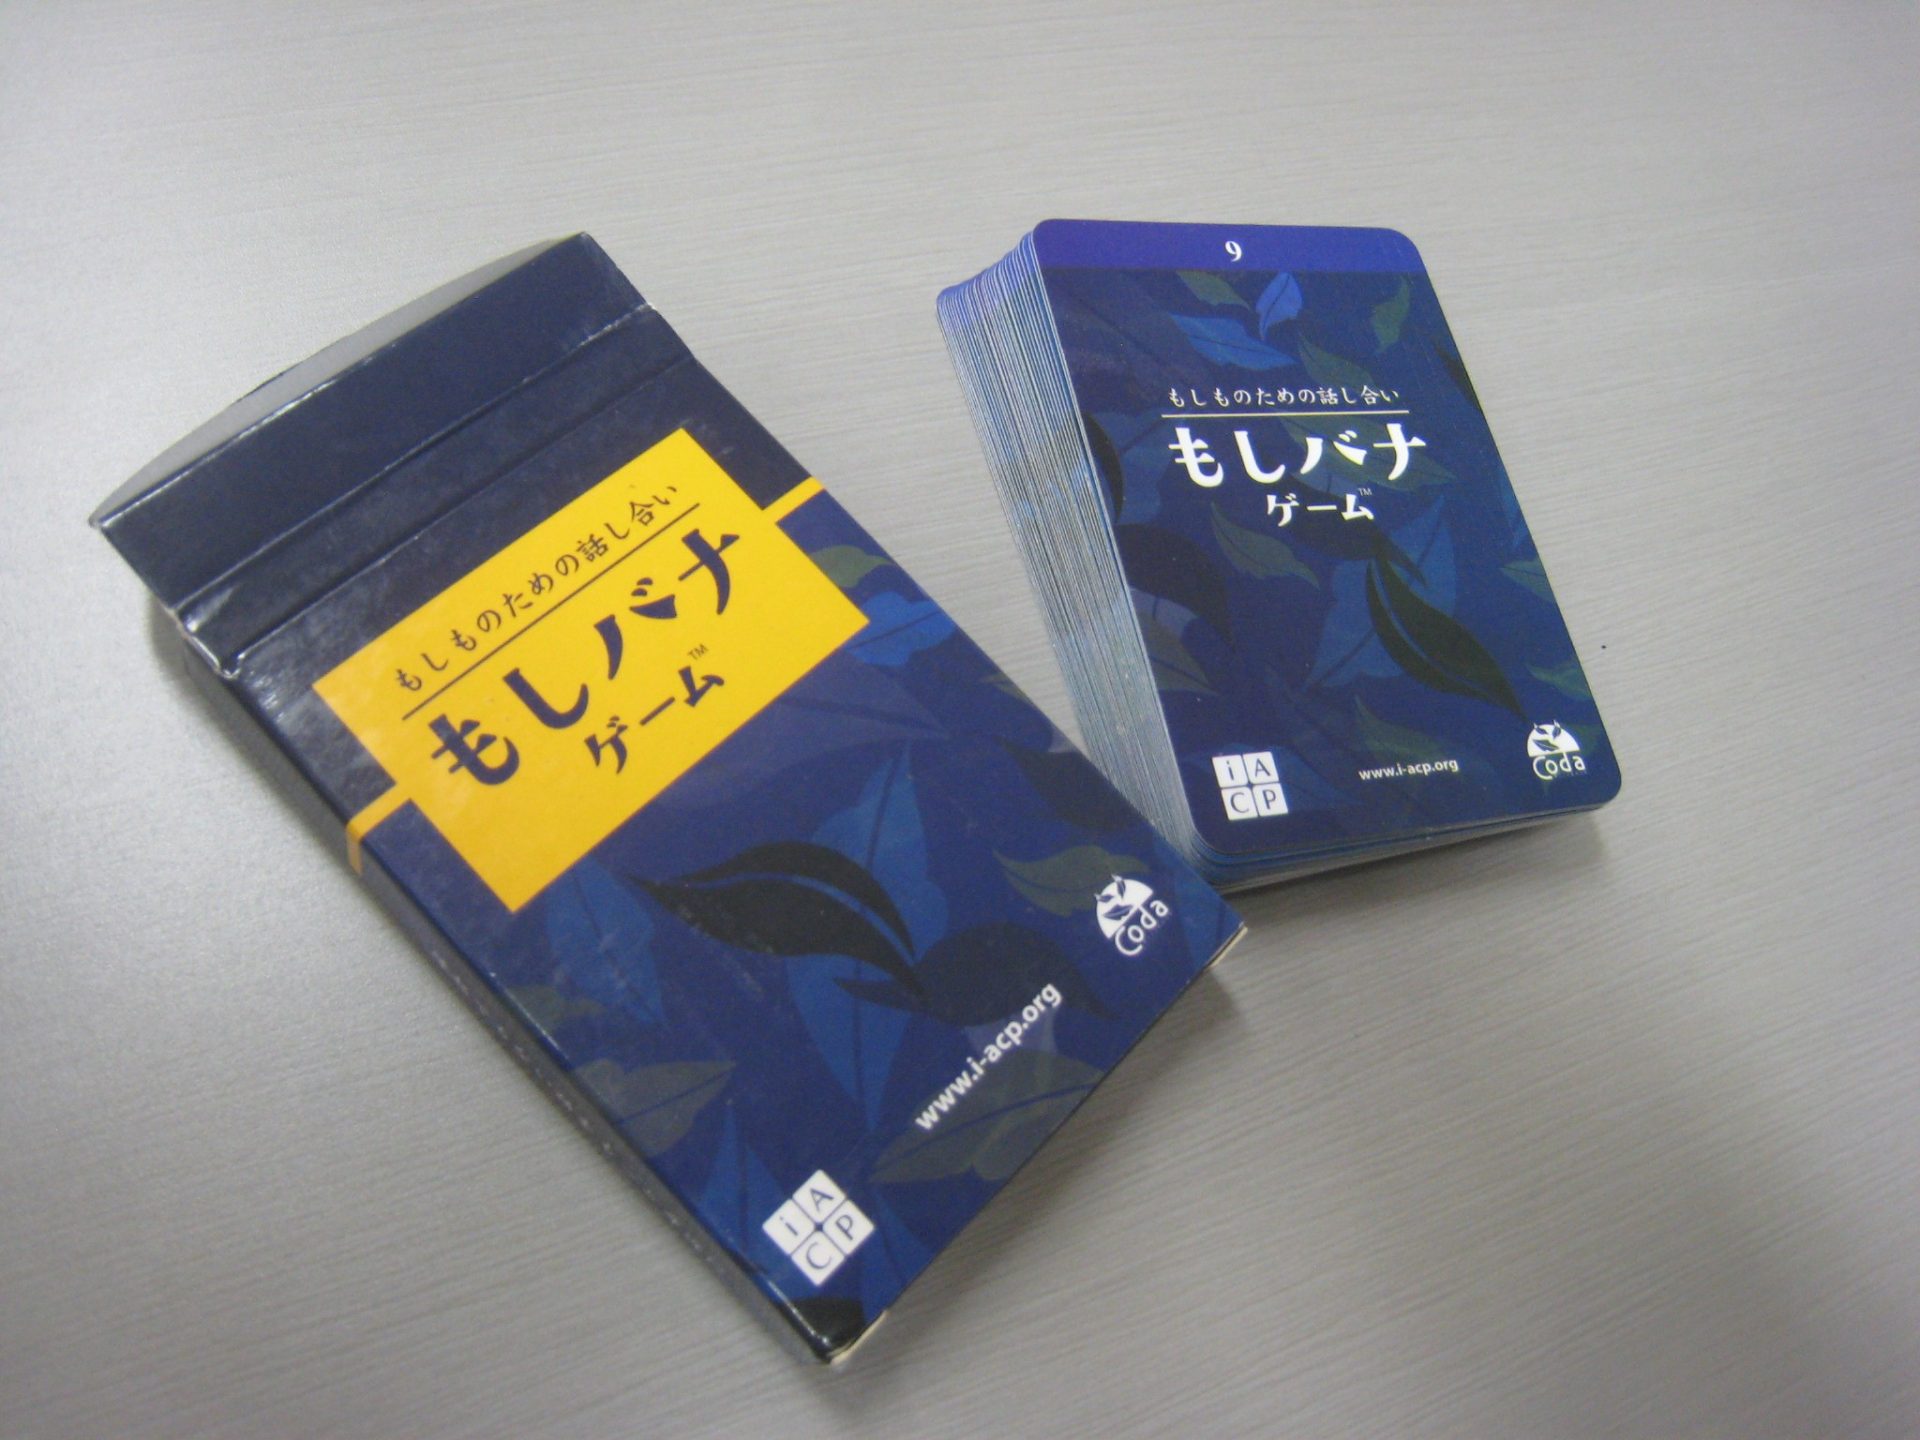 もしものための話し合い
もしバナ
ゲーム™
Coda
www.i-acp.org
iA
CP
9
もしものための話し合い
もしバナ
ゲーム™
iA
CP
www.i-acp.org
Coda